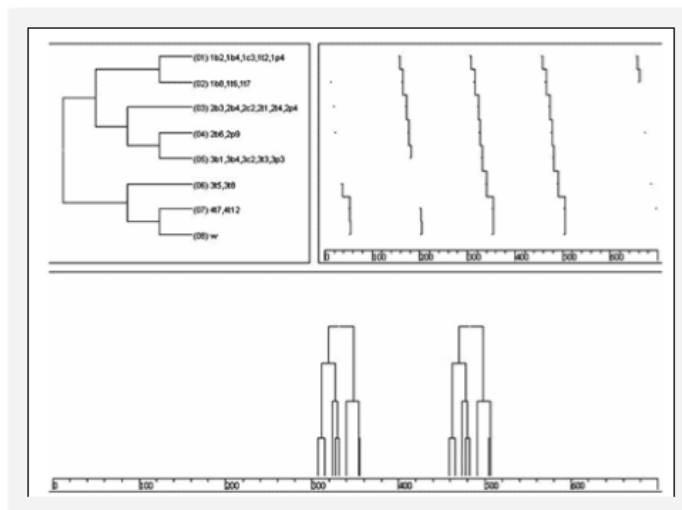 (01) 1b2,1b4,1c3,1t2,1p4
(02) 1b8,1t6,1t7
(03) 2b3,2b4,2c2,2t1,2t4,2p4
(04) 2b6,2p9
(05) 3b1,3b4,3c2,3t3,3p3
(06) 3t5,3t8
(07) 4t7,4t12
(08) w
0 100 200 300 400 500 600
0 100 200 300 400 500 600